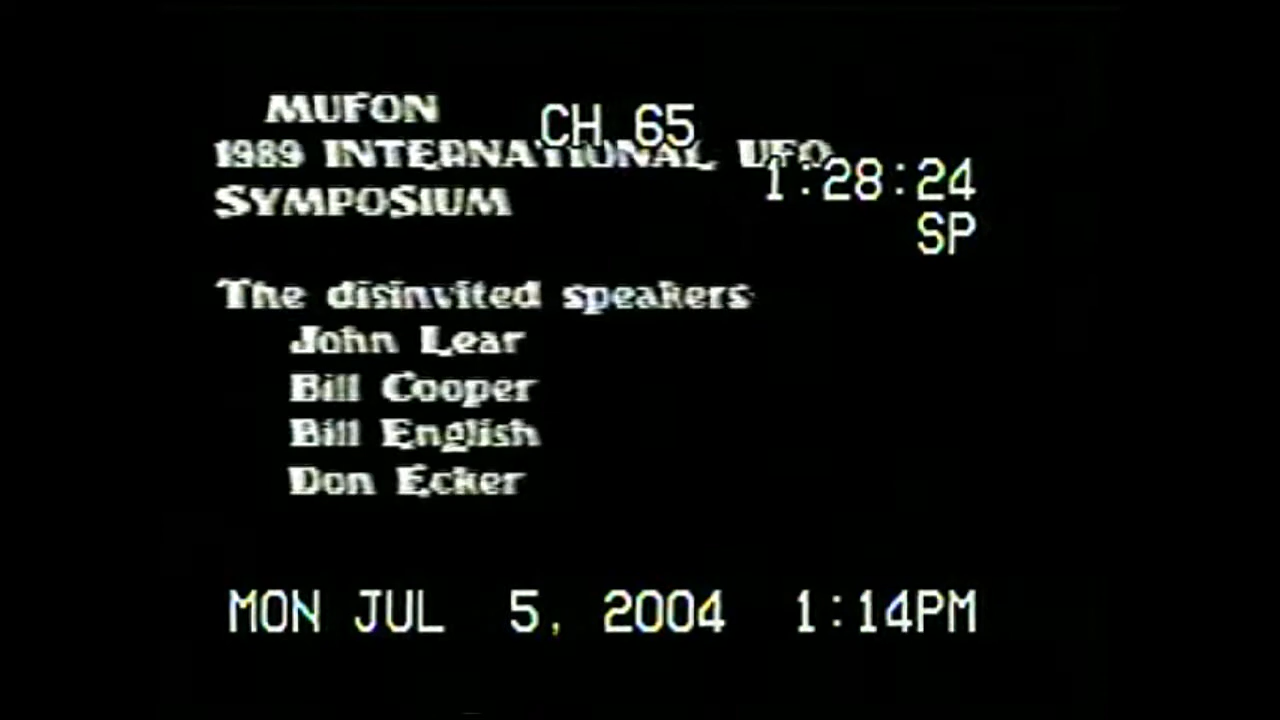 MUFON
CH 65
1989 INTERNATIONAL UFO
1:28:24
SYMPOSIUM
SP
The disinvited speakers
John Lear
Bill Cooper
Bill English
Don Ecker
MON JUL 5, 2004 1:14PM